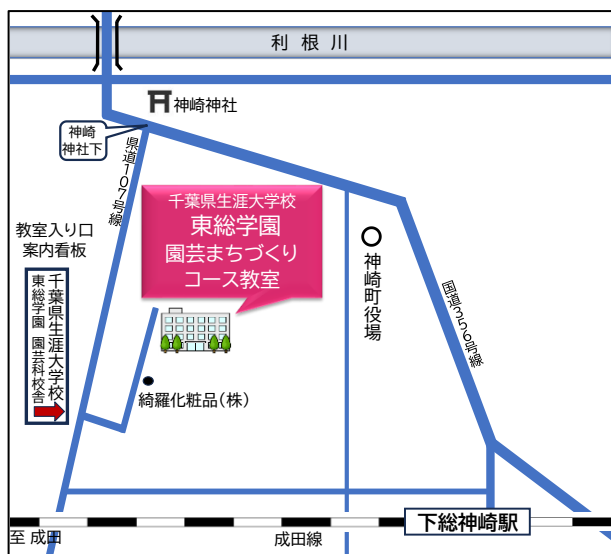 利根川
神崎神社
神崎
神社下
県道107号線
千葉県生涯大学校
東総学園
園芸まちづくり
コース教室
教室入り口
案内看板
千葉県生涯大学校
東総学園 園芸科校舎
神崎町役場
国道356号線
綺羅化粧品(株)
下総神崎駅
至 成田
成田線